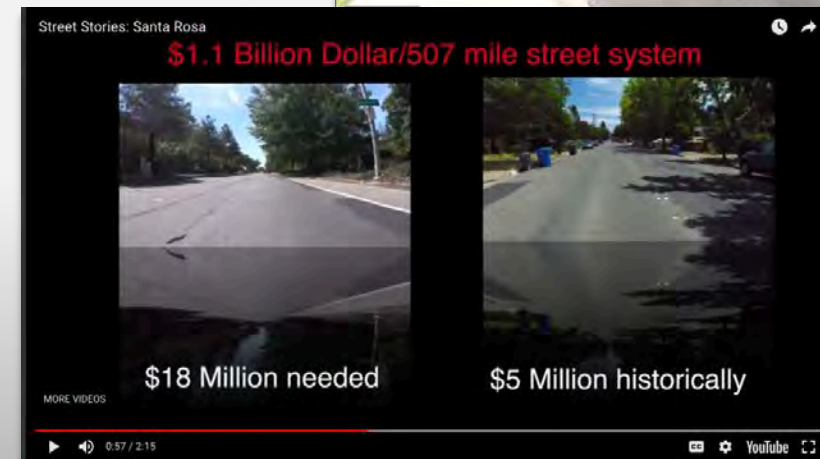 Street Stories: Santa Rosa
$1.1 Billion Dollar/507 mile street system
$18 Million needed
$5 Million historically
MORE VIDEOS
0:57 / 2:15
CC
YouTube